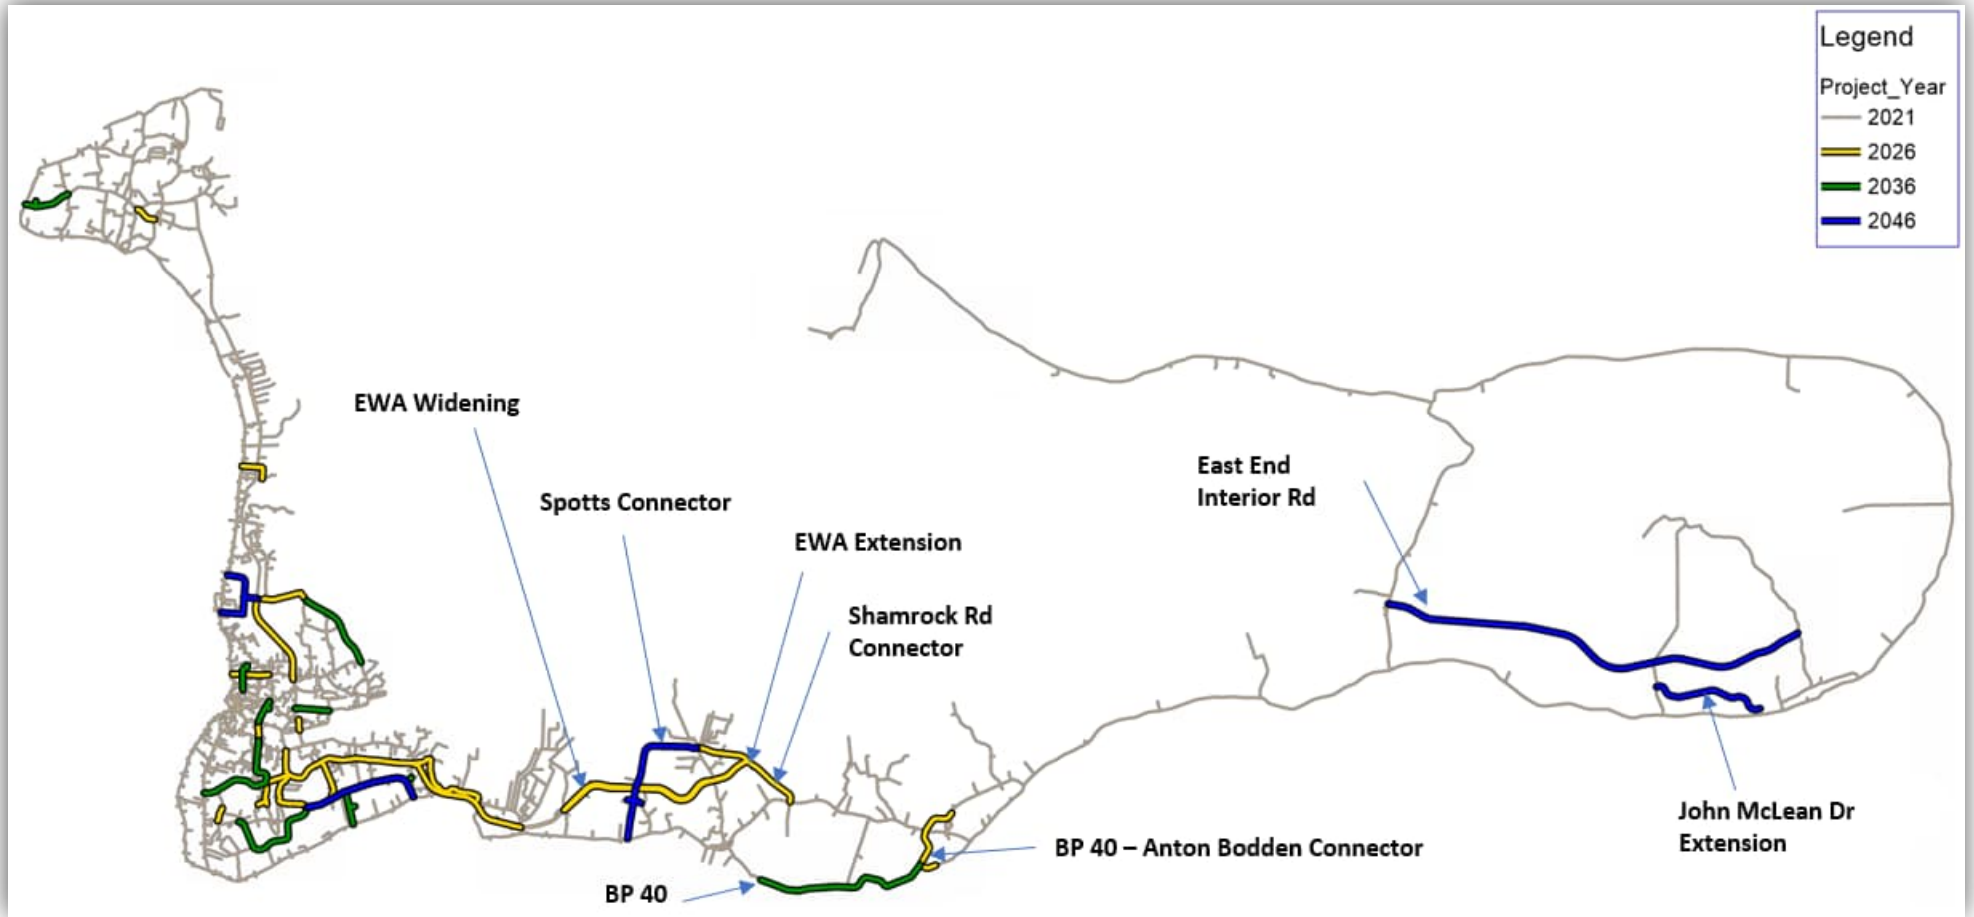 Legend
Project_Year
2021
2026
2036
2046
EWA Widening
Spotts Connector
EWA Extension
Shamrock Rd
Connector
East End
Interior Rd
John McLean Dr
Extension
BP 40 – Anton Bodden Connector
BP 40